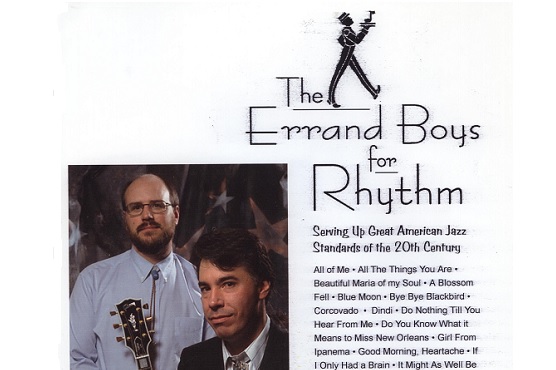 The
Errand Boys
for
Rhythm
Serving Up Great American Jazz
Standards of the 20th Century
All of Me • All The Things You Are •
Beautiful Maria of my Soul • A Blossom
Fell • Blue Moon • Bye Bye Blackbird •
Corcovado • Dindi • Do Nothing Till You
Hear From Me • Do You Know What it
Means to Miss New Orleans • Girl From
Ipanema • Good Morning, Heartache • If
I Only Had a Brain • It Might As Well Be